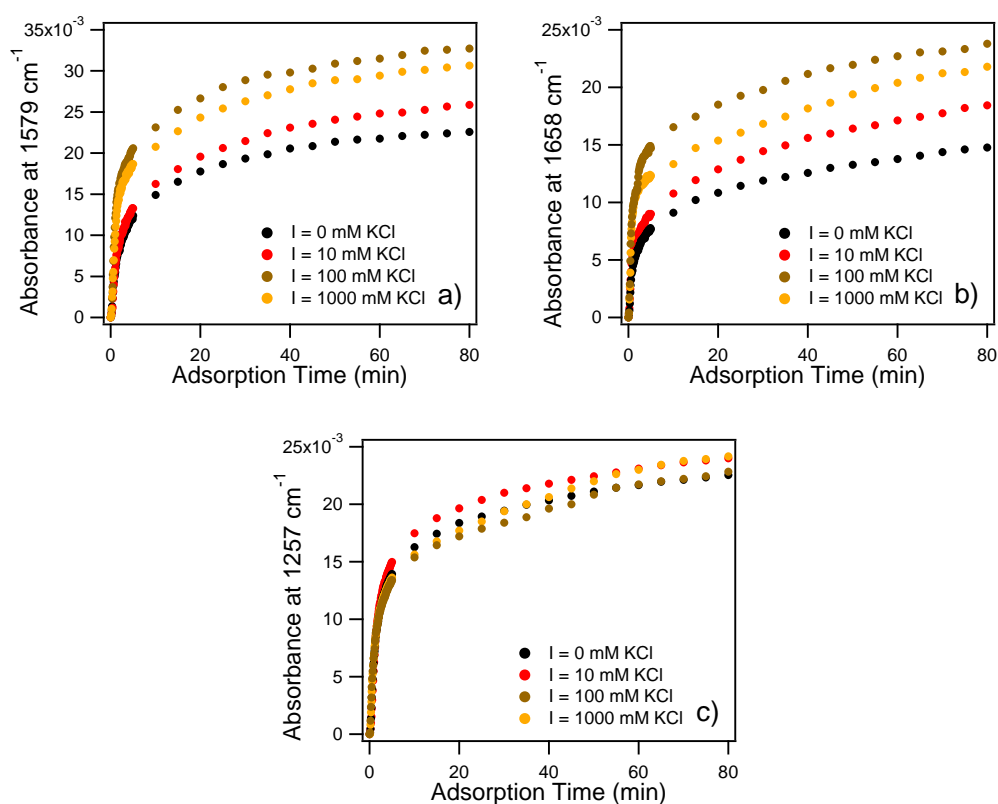 35x10-3
30
25
20
15
10
5
0
Absorbance at 1579 cm-1
I = 0 mM KCl
I = 10 mM KCl
I = 100 mM KCl
I = 1000 mM KCl
a)
0 20 40 60 80
Adsorption Time (min)
25x10-3
20
15
10
5
0
Absorbance at 1658 cm-1
I = 0 mM KCl
I = 10 mM KCl
I = 100 mM KCl
I = 1000 mM KCl
b)
0 20 40 60 80
Adsorption Time (min)
25x10-3
20
15
10
5
0
Absorbance at 1257 cm-1
I = 0 mM KCl
I = 10 mM KCl
I = 100 mM KCl
I = 1000 mM KCl
c)
0 20 40 60 80
Adsorption Time (min)